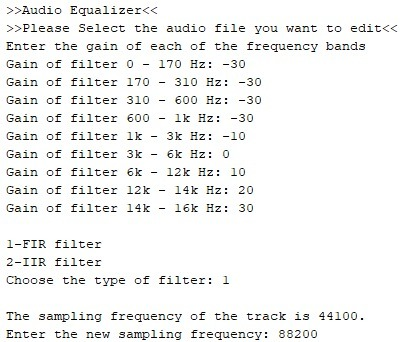 >>Audio Equalizer<<
>>Please Select the audio file you want to edit<<
Enter the gain of each of the frequency bands
Gain of filter 0 - 170 Hz: -30
Gain of filter 170 - 310 Hz: -30
Gain of filter 310 - 600 Hz: -30
Gain of filter 600 - 1k Hz: -30
Gain of filter 1k - 3k Hz: -10
Gain of filter 3k - 6k Hz: 0
Gain of filter 6k - 12k Hz: 10
Gain of filter 12k - 14k Hz: 20
Gain of filter 14k - 16k Hz: 30
1-FIR filter
2-IIR filter
Choose the type of filter: 1
The sampling frequency of the track is 44100.
Enter the new sampling frequency: 88200